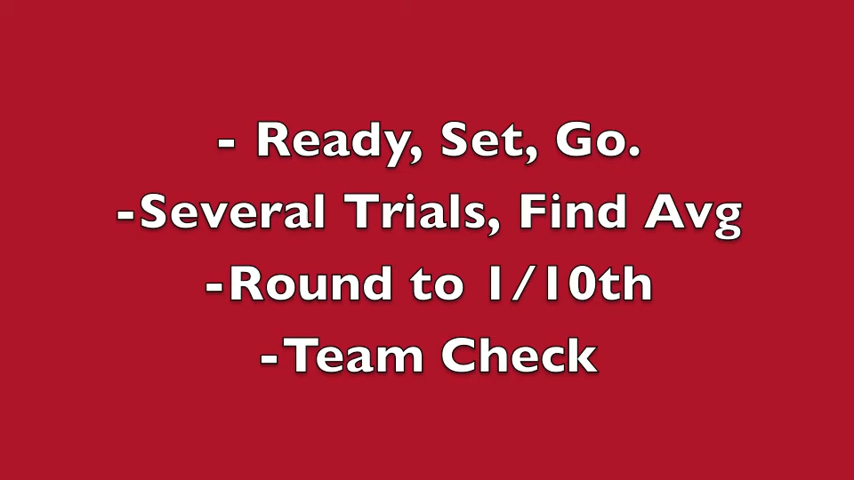 - Ready, Set, Go.
-Several Trials, Find Avg
-Round to 1/10th
-Team Check